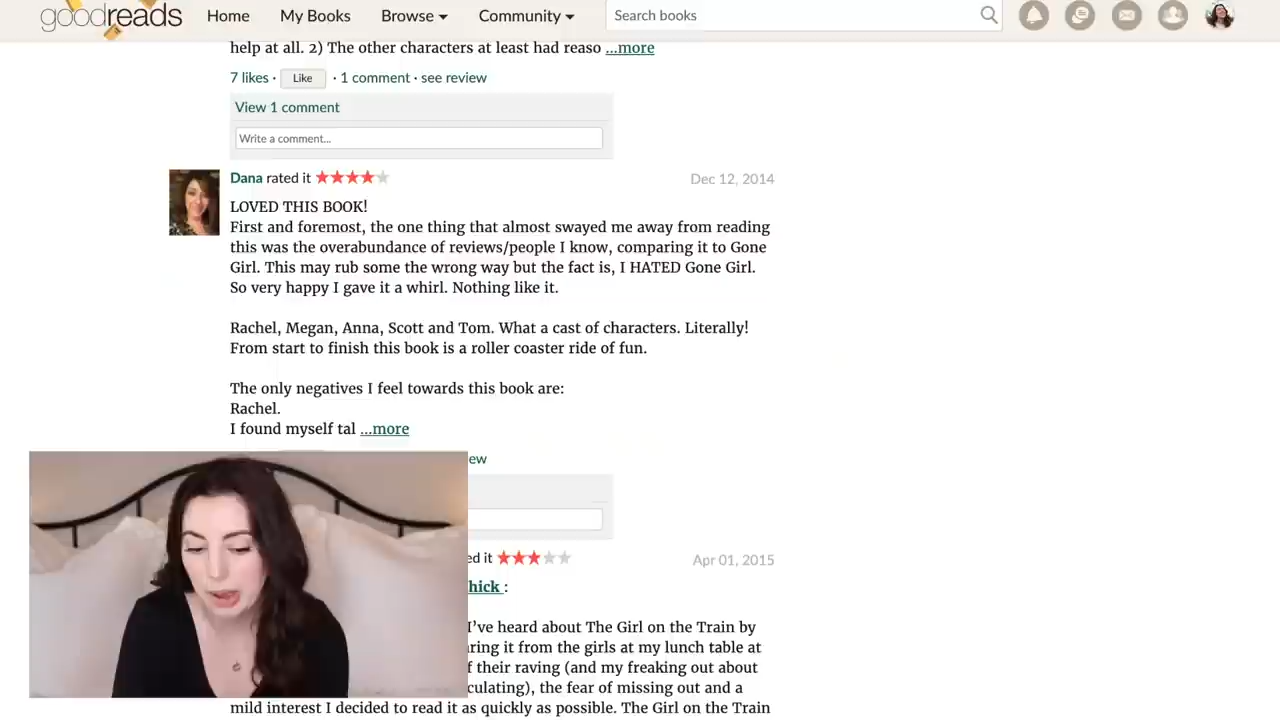 goodreads
Home
My Books
Browse
Community
Search books
help at all. 2) The other characters at least had reaso ...more
7 likes · Like · 1 comment · see review
View 1 comment
Write a comment...
Dana rated it
Dec 12, 2014
LOVED THIS BOOK!
First and foremost, the one thing that almost swayed me away from reading
this was the overabundance of reviews/people I know, comparing it to Gone
Girl. This may rub some the wrong way but the fact is, I HATED Gone Girl.
So very happy I gave it a whirl. Nothing like it.
Rachel, Megan, Anna, Scott and Tom. What a cast of characters. Literally!
From start to finish this book is a roller coaster ride of fun.
The only negatives I feel towards this book are:
Rachel.
I found myself tal ...more
ew
ed it
Apr 01, 2015
hick :
I've heard about The Girl on the Train by
ring it from the girls at my lunch table at
f their raving (and my freaking out about
culating), the fear of missing out and a
mild interest I decided to read it as quickly as possible. The Girl on the Train